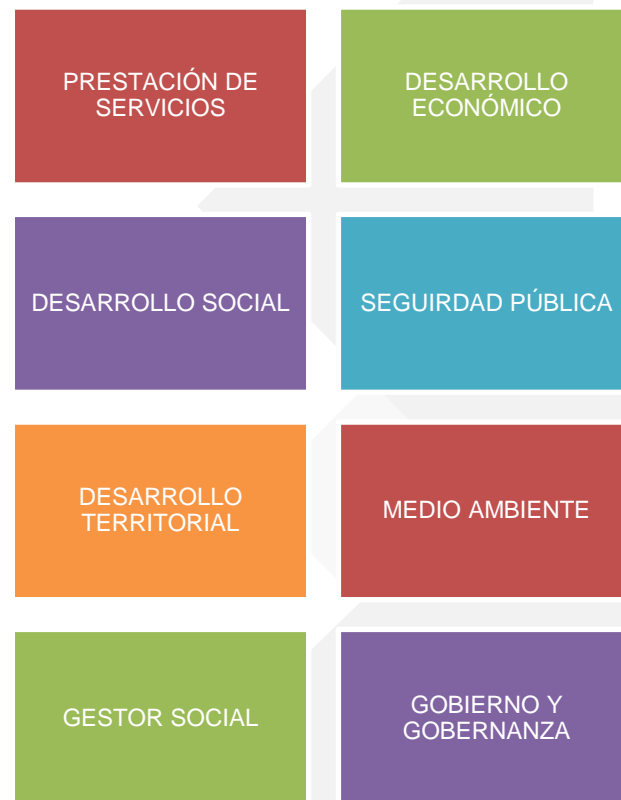 PRESTACIÓN DE
SERVICIOS
DESARROLLO
ECONÓMICO
DESARROLLO SOCIAL
SEGUIRDAD PÚBLICA
DESARROLLO
TERRITORIAL
MEDIO AMBIENTE
GESTOR SOCIAL
GOBIERNO Y
GOBERNANZA